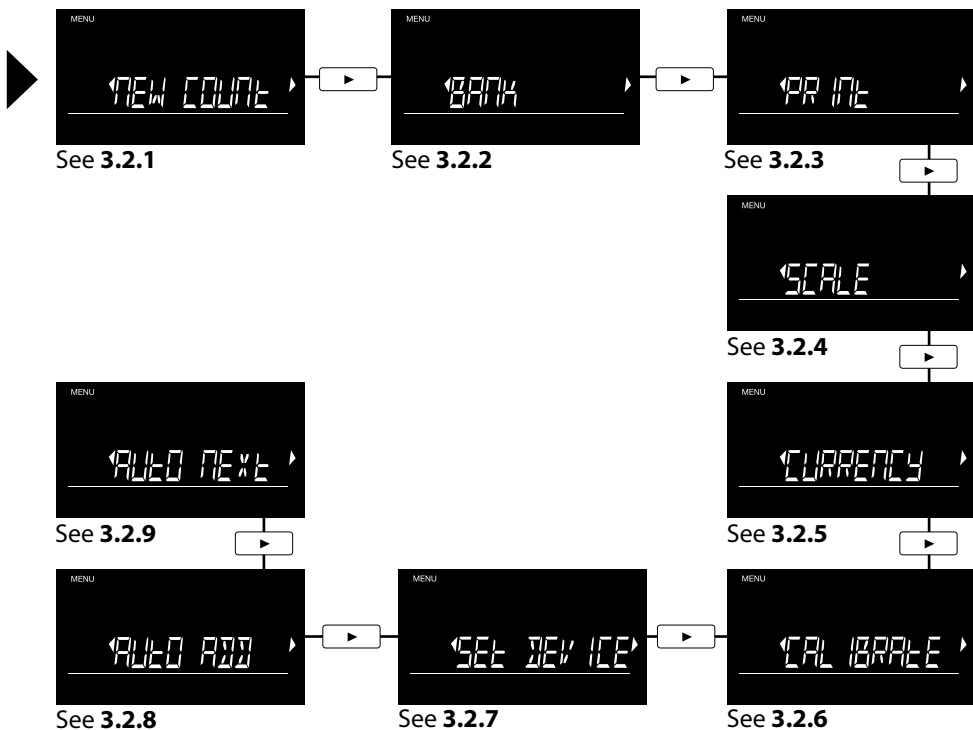 MENU
NEW COUNt
See 3.2.1
MENU
BANK
See 3.2.2
MENU
PRINt
See 3.2.3
MENU
SCALE
See 3.2.4
MENU
CURRENCY
See 3.2.5
MENU
CALIBRAtE
See 3.2.6
MENU
SEt DEVICE
See 3.2.7
MENU
AUtO ADD
See 3.2.8
MENU
AUtO NEXt
See 3.2.9